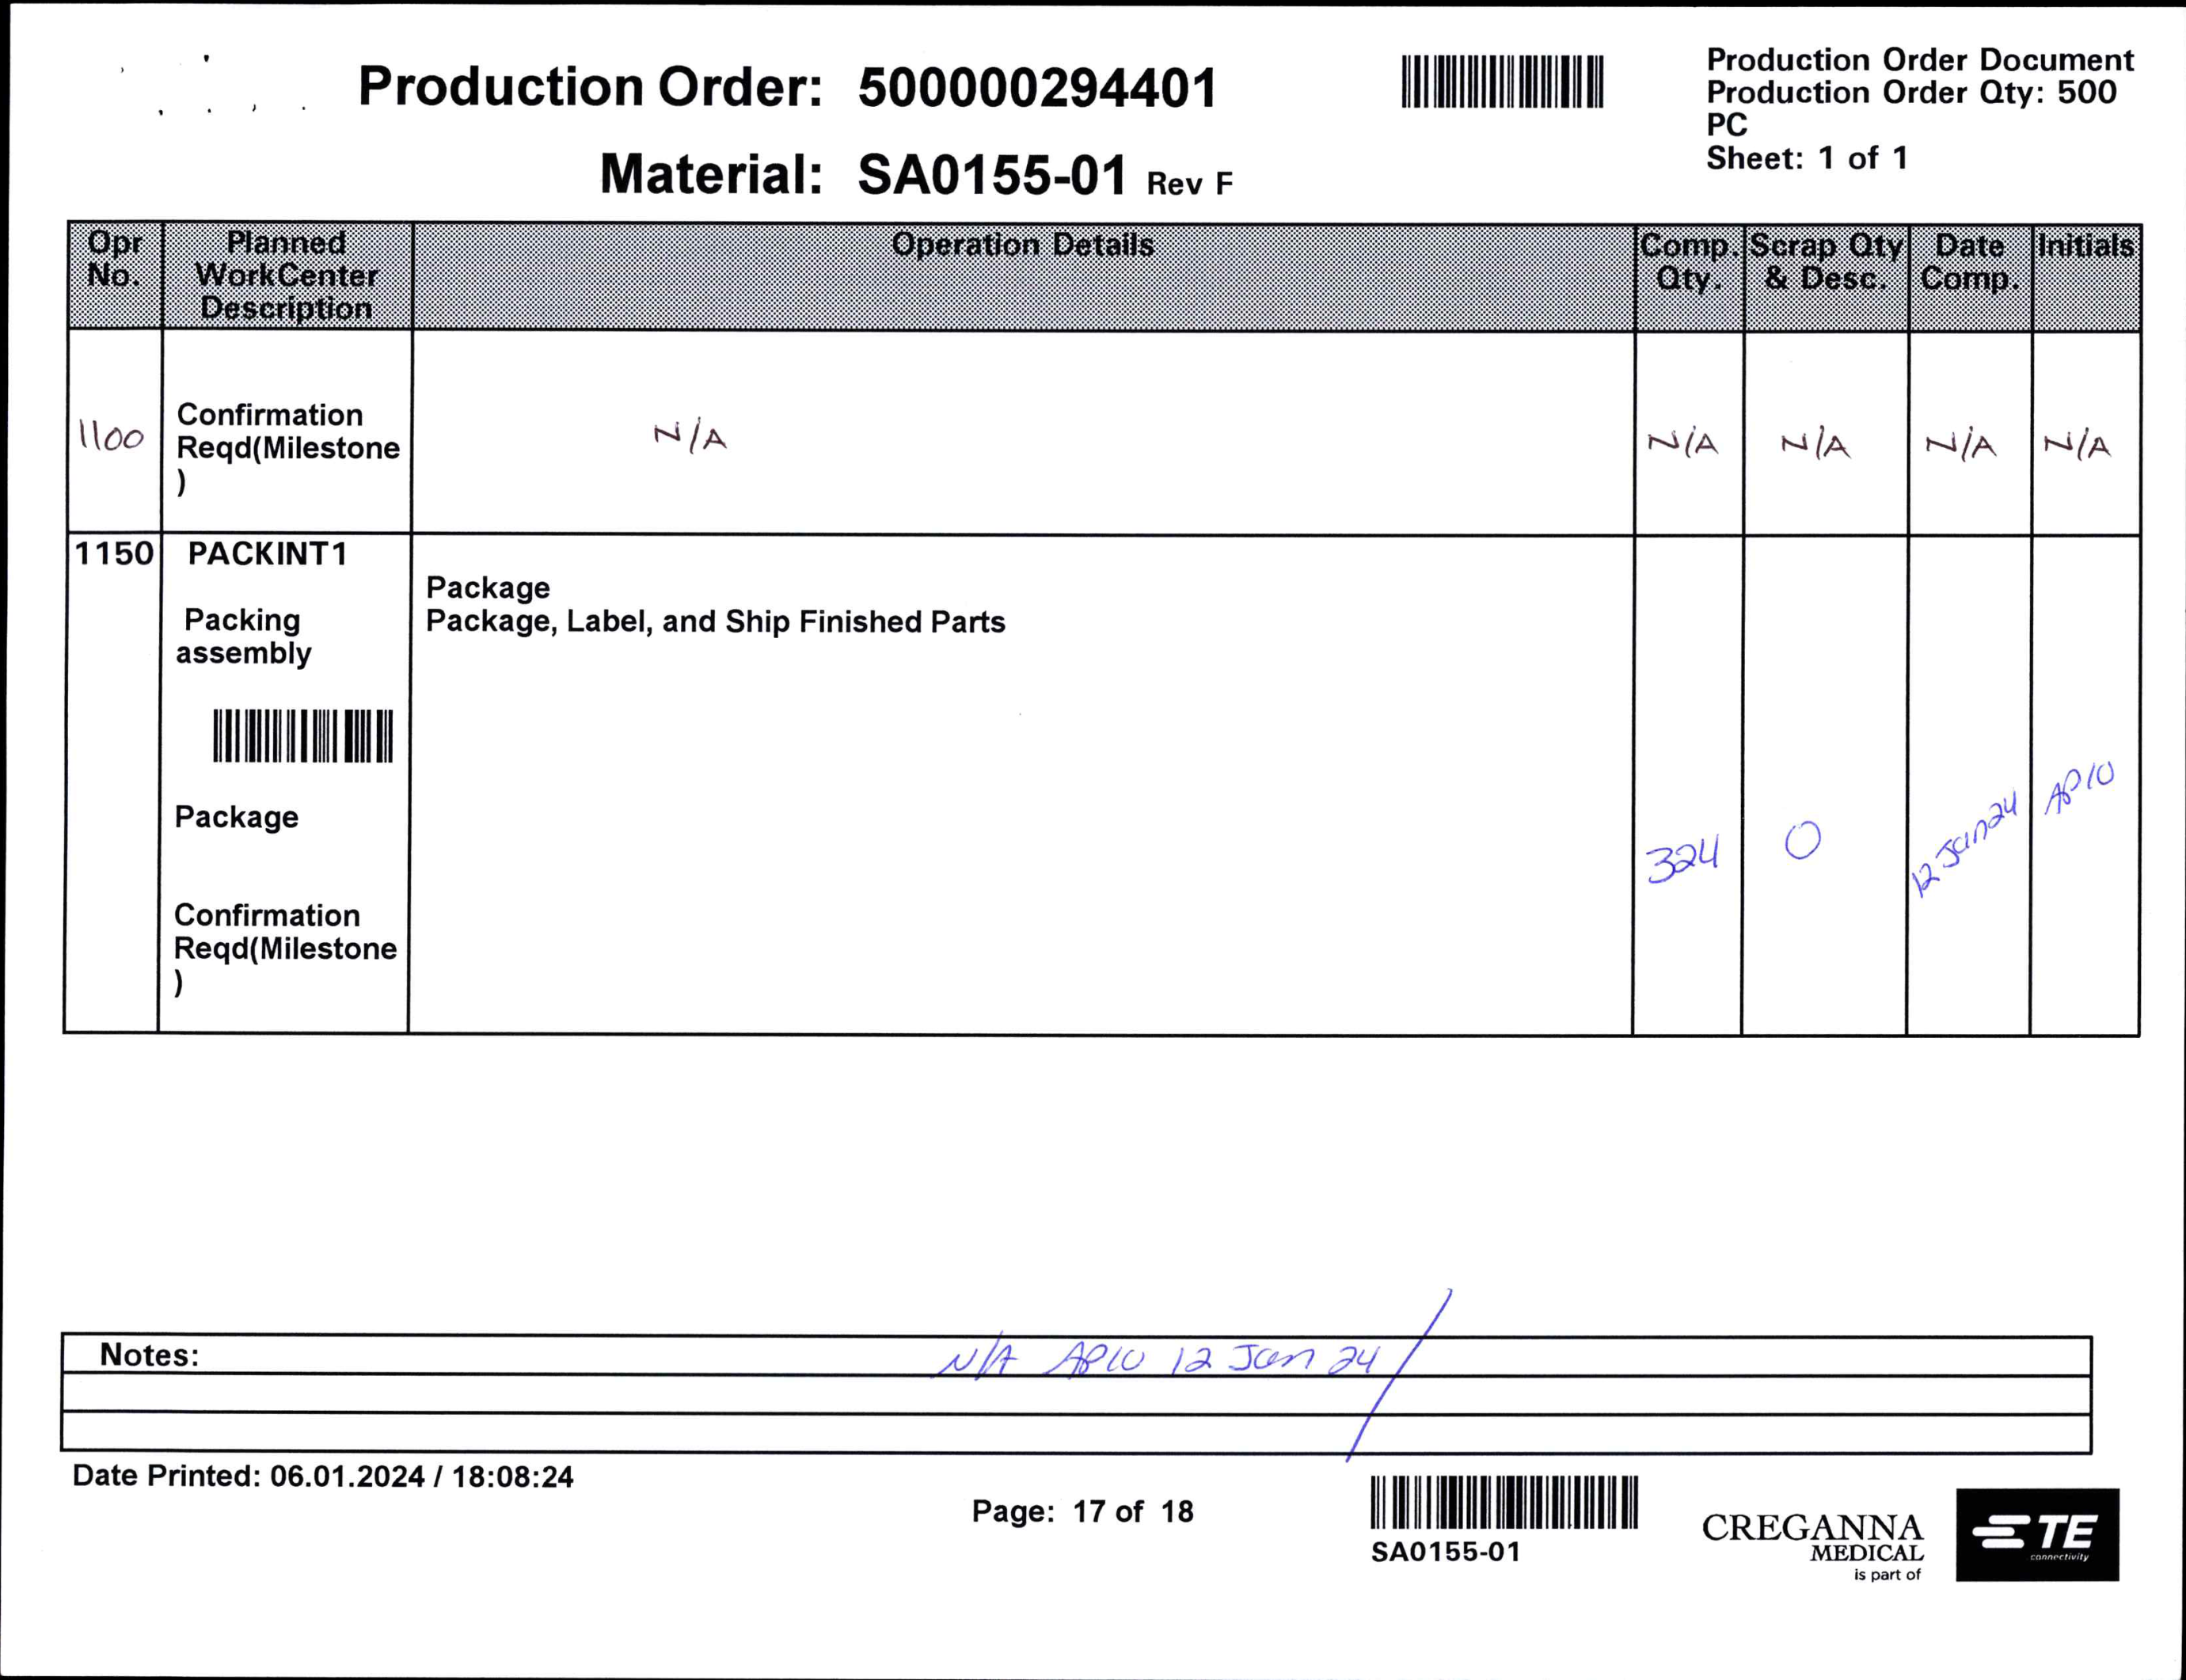 Production Order: 500000294401
Production Order Document
Production Order Qty: 500
PC
Sheet: 1 of 1
Material: SA0155-01 Rev F
Opr No. Planned WorkCenter Description Operation Details Comp. Qty. Scrap Qty & Desc. Date Comp. Initials
1100 Confirmation Reqd(Milestone ) N/A N/A N/A N/A N/A
1150 PACKINT1
Package
Packing assembly
Package, Label, and Ship Finished Parts
Package
324 0 12 Jan 24 AP10
Confirmation
Reqd(Milestone
)
Notes: N/A AP10 12 Jan 24
Date Printed: 06.01.2024 / 18:08:24
Page: 17 of 18
SA0155-01
CREGANNA
MEDICAL
is part of
TE
connectivity